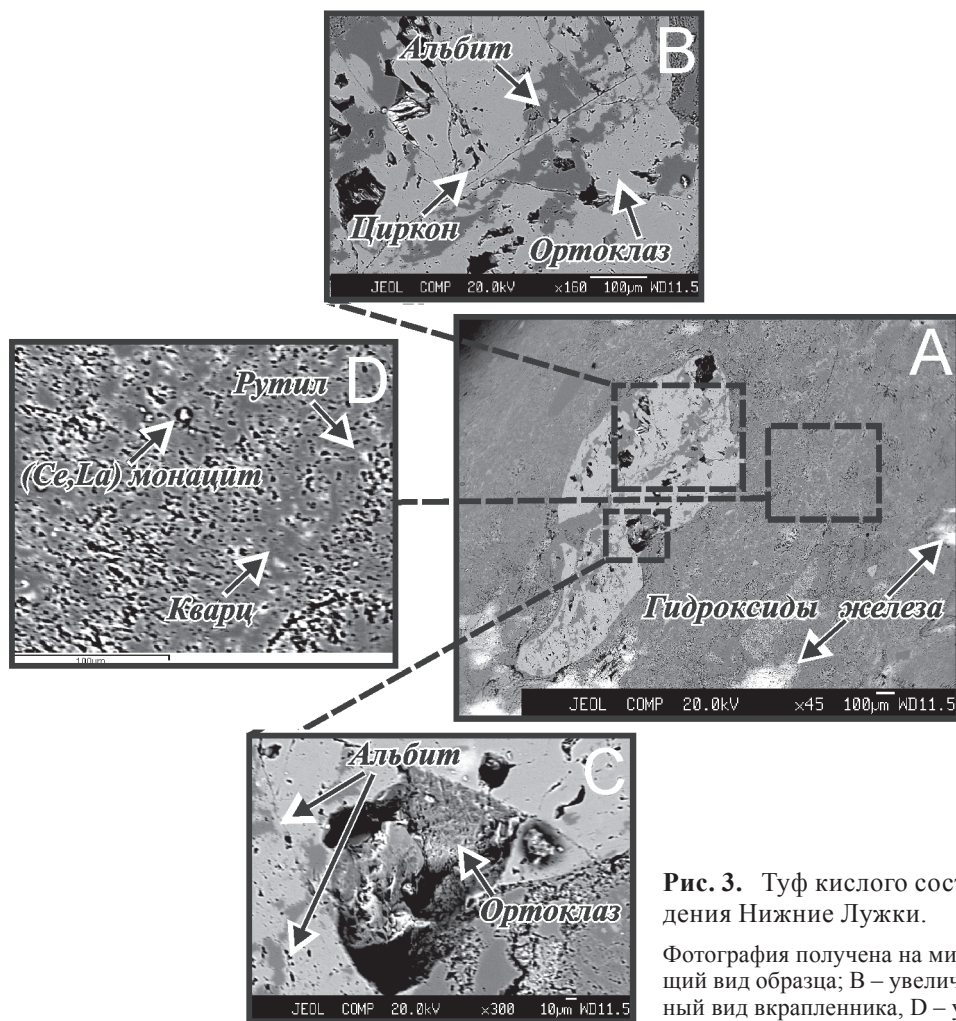 B
Альбит
Циркон
Ортоклаз
JEOL COMP 20.0kV ×160 100µm WD11.5
A
Гидроксиды железа
JEOL COMP 20.0kV ×45 100µm WD11.5
D
Рутил
(Ce,La) монацит
Кварц
100µm
C
Альбит
Ортоклаз
JEOL COMP 20.0kV ×300 10µm WD11.5
Рис. 3. Туф кислого сост
дения Нижние Лужки.
Фотография получена на ми
щий вид образца; B – увелич
ный вид вкрапленника, D – у